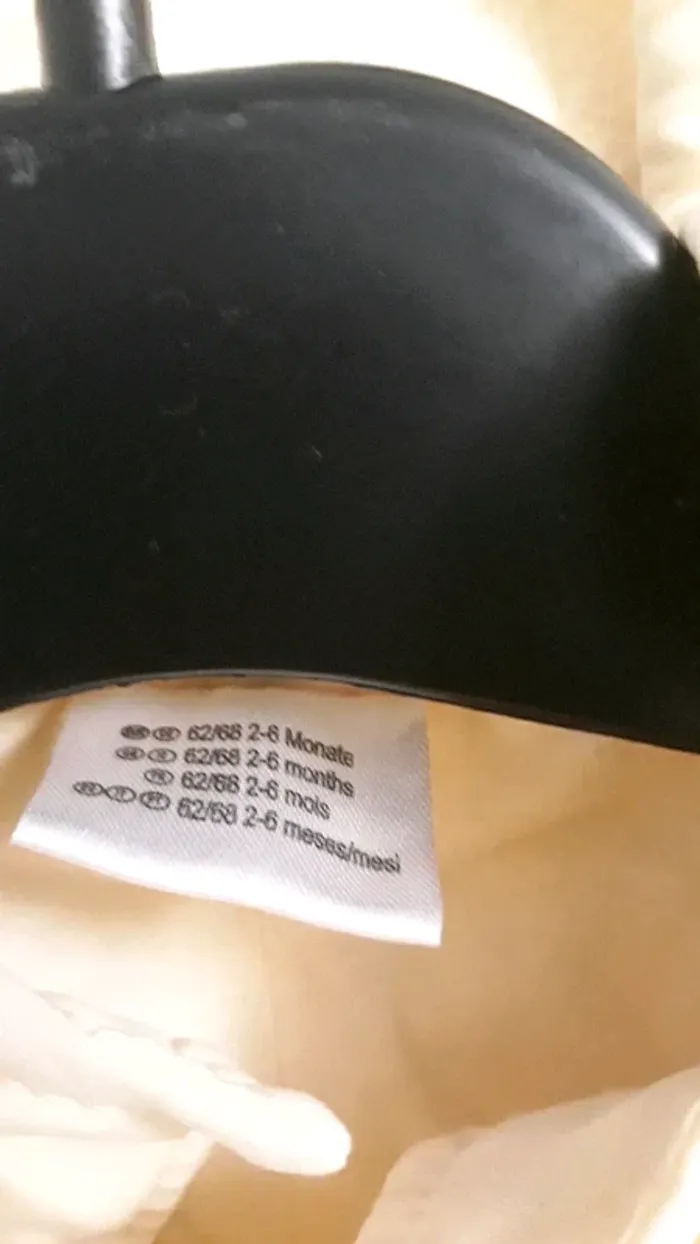 62/68 2-6 Monate
62/68 2-6 months
62/68 2-6 mois
62/68 2-6 meses/mesi